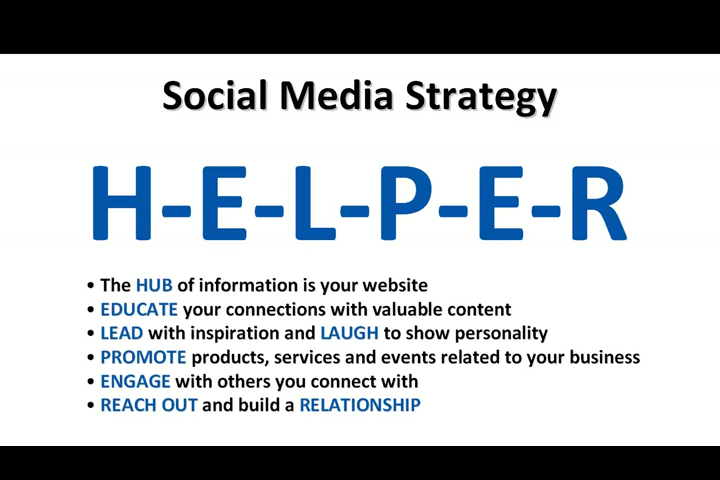 Social Media Strategy
H-E-L-P-E-R
• The HUB of information is your website
• EDUCATE your connections with valuable content
• LEAD with inspiration and LAUGH to show personality
• PROMOTE products, services and events related to your business
• ENGAGE with others you connect with
• REACH OUT and build a RELATIONSHIP